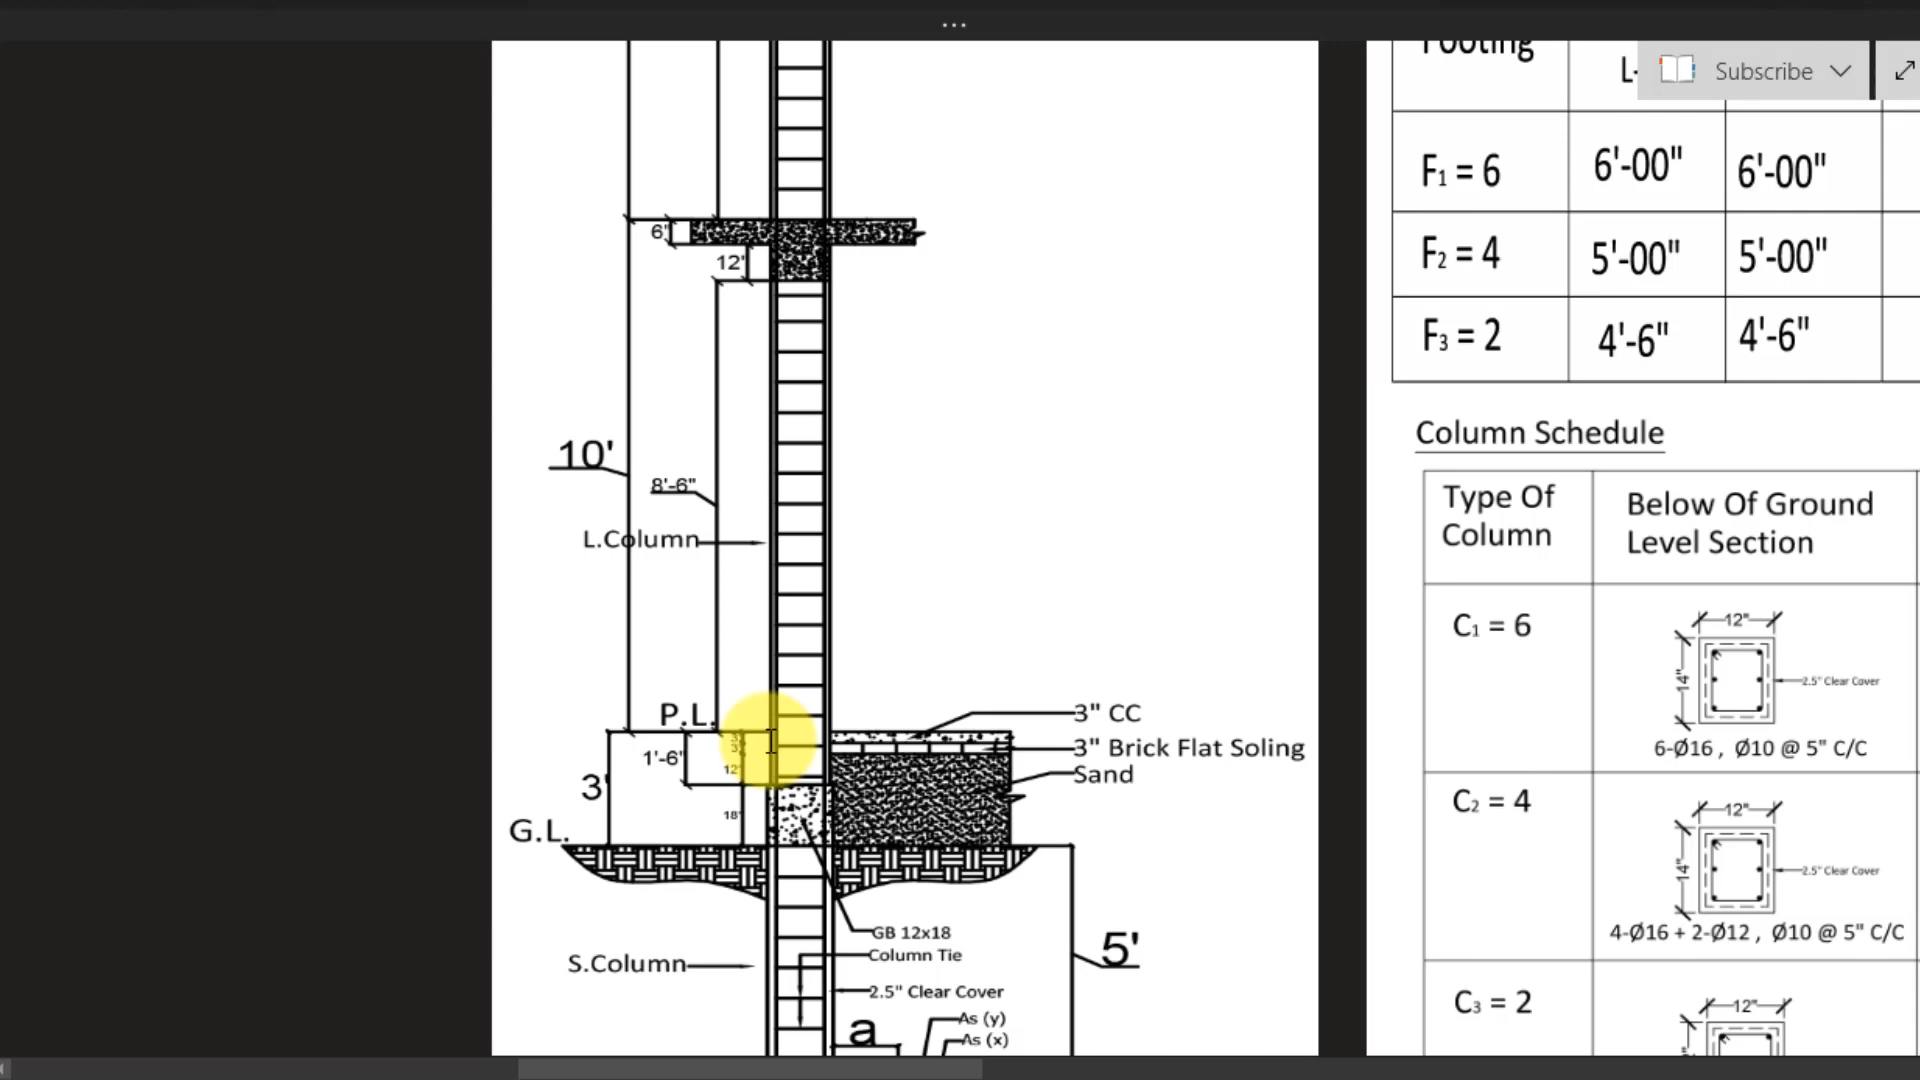 ...
Footing
Subscribe
F1 = 6 6'-00" 6'-00"
F2 = 4 5'-00" 5'-00"
F3 = 2 4'-6" 4'-6"
6"
12'
10'
8'-6"
L.Column
P.L.
1'-6"
3'
12"
18"
G.L.
3" CC
3" Brick Flat Soling
Sand
GB 12x18
Column Tie
S.Column
2.5" Clear Cover
5'
a
As (y)
As (x)
Column Schedule
Type Of
Column
Below Of Ground
Level Section
C1 = 6
12"
14"
2.5" Clear Cover
6-Ø16 , Ø10 @ 5" C/C
C2 = 4
12"
14"
2.5" Clear Cover
4-Ø16 + 2-Ø12 , Ø10 @ 5" C/C
C3 = 2
12"